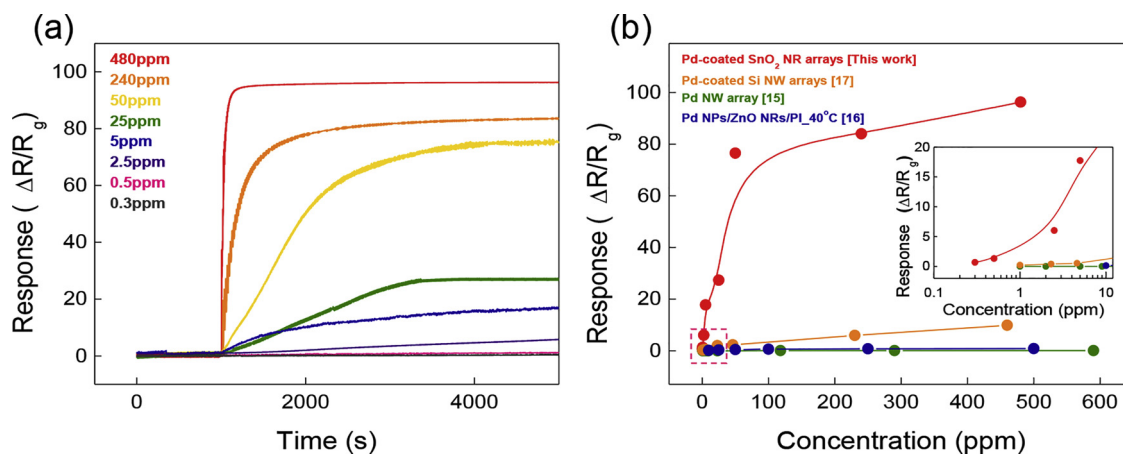 (a)
480ppm
240ppm
50ppm
25ppm
5ppm
2.5ppm
0.5ppm
0.3ppm
100
80
60
40
20
0
Response ( ΔR/R_g)
0
2000
4000
Time (s)
(b)
Pd-coated SnO₂ NR arrays [This work]
Pd-coated Si NW arrays [17]
Pd NW array [15]
Pd NPs/ZnO NRs/PI_40°C [16]
100
80
60
40
20
0
Response ( ΔR/R_g)
0
100
200
300
400
500
600
Concentration (ppm)
20
15
10
5
0
Response (ΔR/R_g)
0.1
1
10
Concentration (ppm)